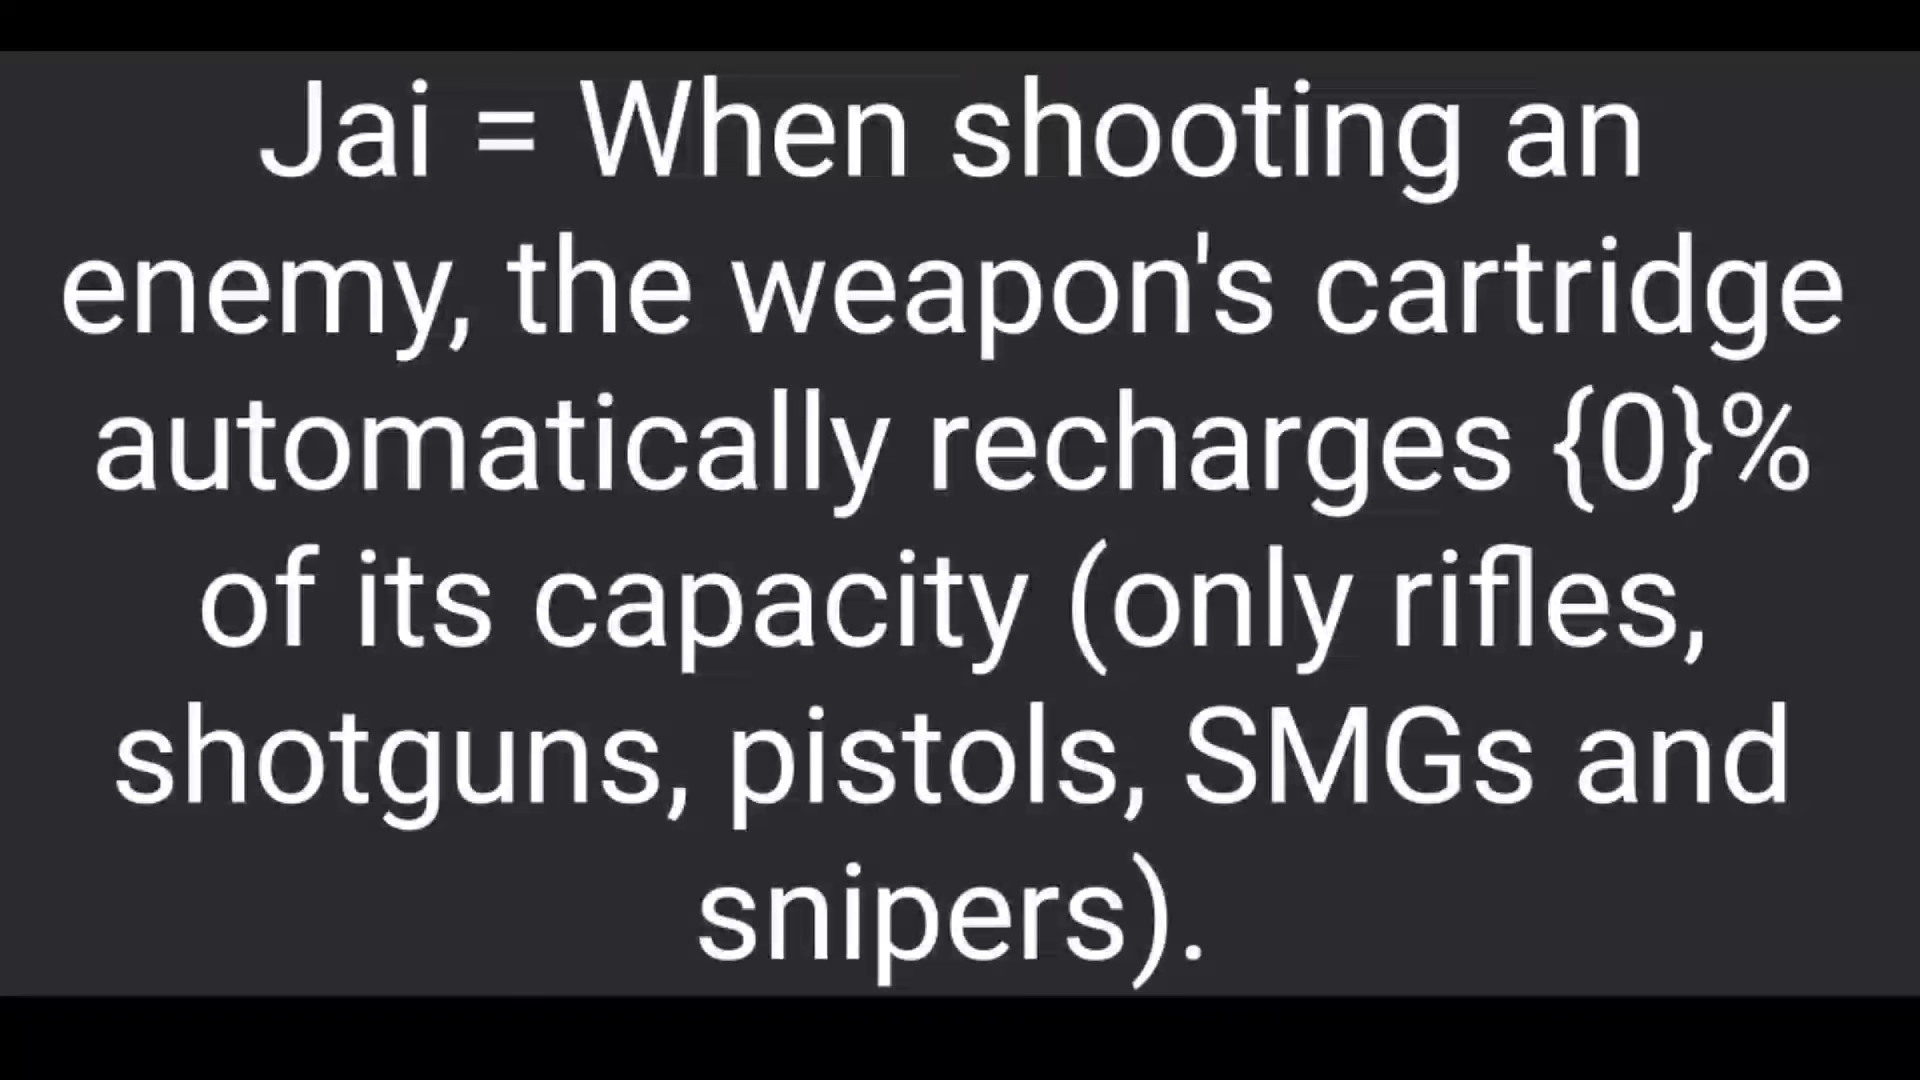 Jai = When shooting an
enemy, the weapon's cartridge
automatically recharges {0}%
of its capacity (only rifles,
shotguns, pistols, SMGs and
snipers).